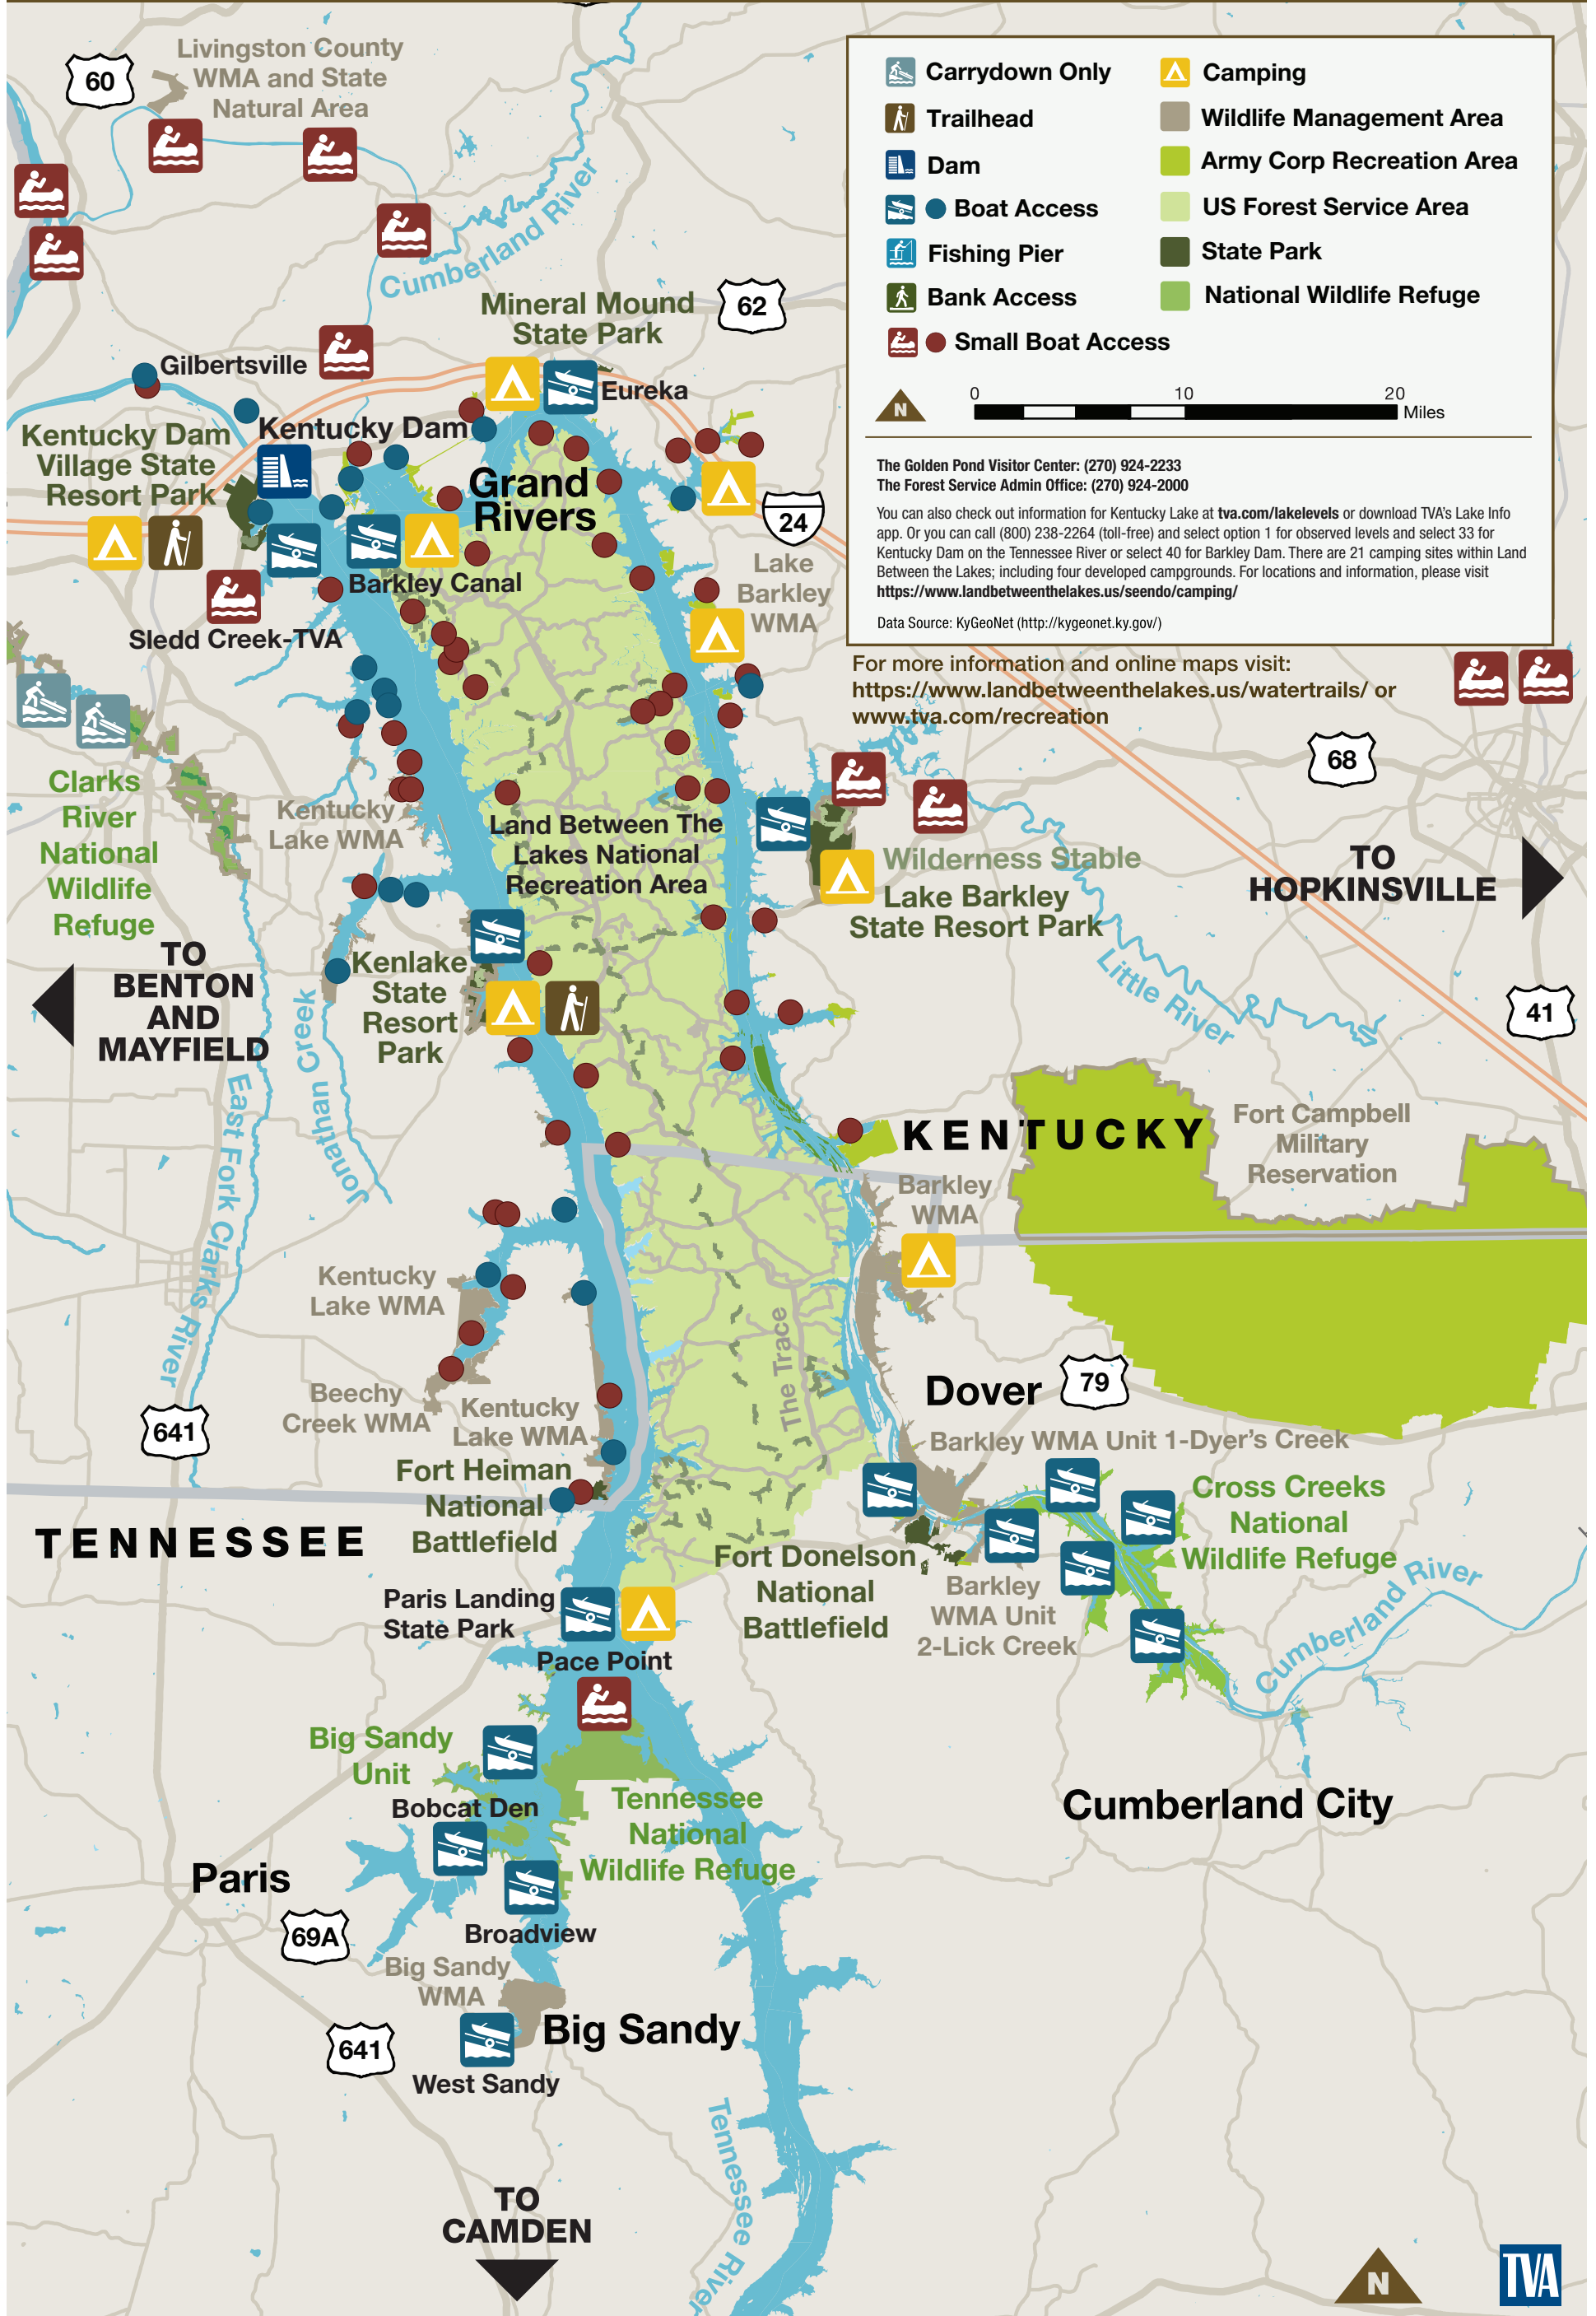 60
Livingston County
WMA and State
Natural Area
Cumberland River
Mineral Mound
State Park
62
Gilbertsville
Eureka
Kentucky Dam
Kentucky Dam
Village State
Resort Park
Grand
Rivers
24
Barkley Canal
Lake
Barkley
WMA
Sledd Creek-TVA
Carrydown Only
Trailhead
Dam
Boat Access
Fishing Pier
Bank Access
Small Boat Access
Camping
Wildlife Management Area
Army Corp Recreation Area
US Forest Service Area
State Park
National Wildlife Refuge
N
0
10
20
Miles
The Golden Pond Visitor Center: (270) 924-2233
The Forest Service Admin Office: (270) 924-2000
You can also check out information for Kentucky Lake at tva.com/lakelevels or download TVA's Lake Info
app. Or you can call (800) 238-2264 (toll-free) and select option 1 for observed levels and select 33 for
Kentucky Dam on the Tennessee River or select 40 for Barkley Dam. There are 21 camping sites within Land
Between the Lakes; including four developed campgrounds. For locations and information, please visit
https://www.landbetweenthelakes.us/seendo/camping/
Data Source: KyGeoNet (http://kygeonet.ky.gov/)
For more information and online maps visit:
https://www.landbetweenthelakes.us/watertrails/ or
www.tva.com/recreation
68
Clarks
River
National
Wildlife
Refuge
Kentucky
Lake WMA
Land Between The
Lakes National
Recreation Area
Wilderness Stable
Lake Barkley
State Resort Park
TO
HOPKINSVILLE
TO
BENTON
AND
MAYFIELD
Kenlake
State
Resort
Park
Little River
41
Jonathan Creek
East Fork Clarks River
KENTUCKY
Fort Campbell
Military
Reservation
Barkley
WMA
Kentucky
Lake WMA
The Trace
Beechy
Creek WMA
Kentucky
Lake WMA
Dover
79
641
Barkley WMA Unit 1-Dyer's Creek
Fort Heiman
National
Battlefield
Cross Creeks
National
Wildlife Refuge
TENNESSEE
Fort Donelson
National
Battlefield
Barkley
WMA Unit
2-Lick Creek
Cumberland River
Paris Landing
State Park
Pace Point
Big Sandy
Unit
Bobcat Den
Tennessee
National
Wildlife Refuge
Cumberland City
Paris
69A
Broadview
Big Sandy
WMA
Big Sandy
641
West Sandy
Tennessee River
TO
CAMDEN
N
TVA